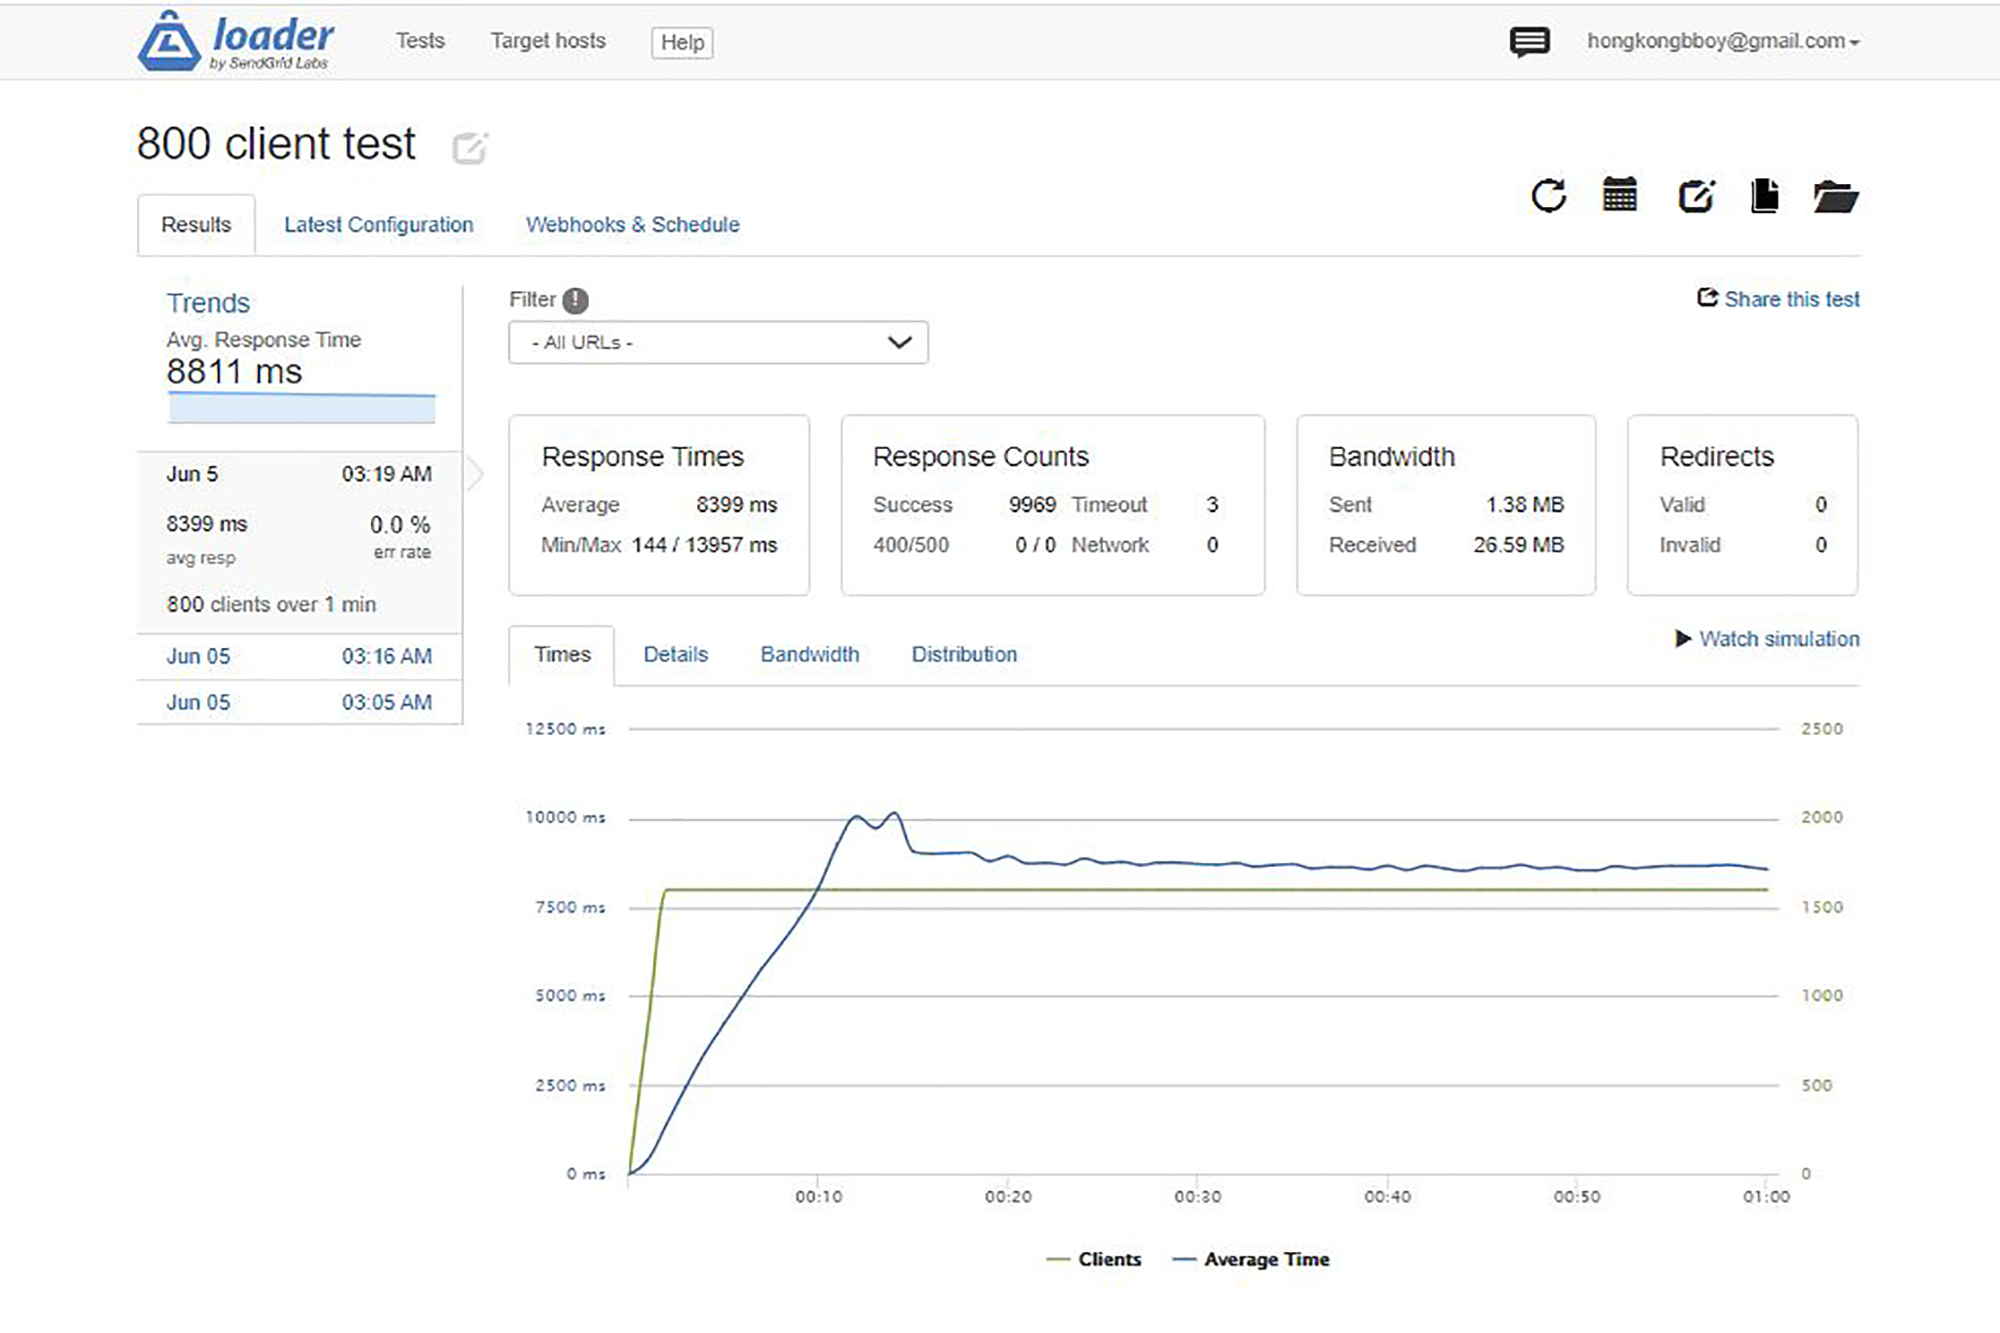 loader
by SendGrid Labs
Tests Target hosts Help hongkongbboy@gmail.com
800 client test
Results Latest Configuration Webhooks & Schedule
Trends
Avg. Response Time
8811 ms
Jun 5 03:19 AM
8399 ms 0.0 %
avg resp err rate
800 clients over 1 min
Jun 05 03:16 AM
Jun 05 03:05 AM
Filter !
Share this test
- All URLs -
Response Times
Average 8399 ms
Min/Max 144 / 13957 ms
Response Counts
Success 9969 Timeout 3
400/500 0 / 0 Network 0
Bandwidth
Sent 1.38 MB
Received 26.59 MB
Redirects
Valid 0
Invalid 0
Watch simulation
Times Details Bandwidth Distribution
12500 ms 2500
10000 ms 2000
7500 ms 1500
5000 ms 1000
2500 ms 500
0 ms 0
00:10 00:20 00:30 00:40 00:50 01:00
Clients Average Time